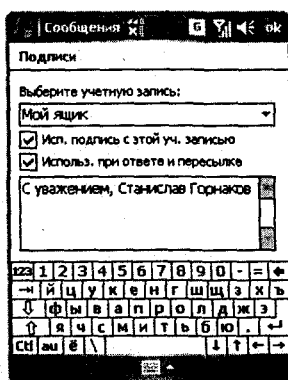 Сообщения G ok
Подписи
Выберите учетную запись:
Мой ящик
Исп. подпись с этой уч. записью
Использ. при ответе и пересылке
С уважением, Станислав Горнаков
123 1 2 3 4 5 6 7 8 9 0 - =
й ц у к е н г ш щ з х ъ
ф ы в а п р о л д ж э
я ч с м и т ь б ю .
Ctl аü ё \